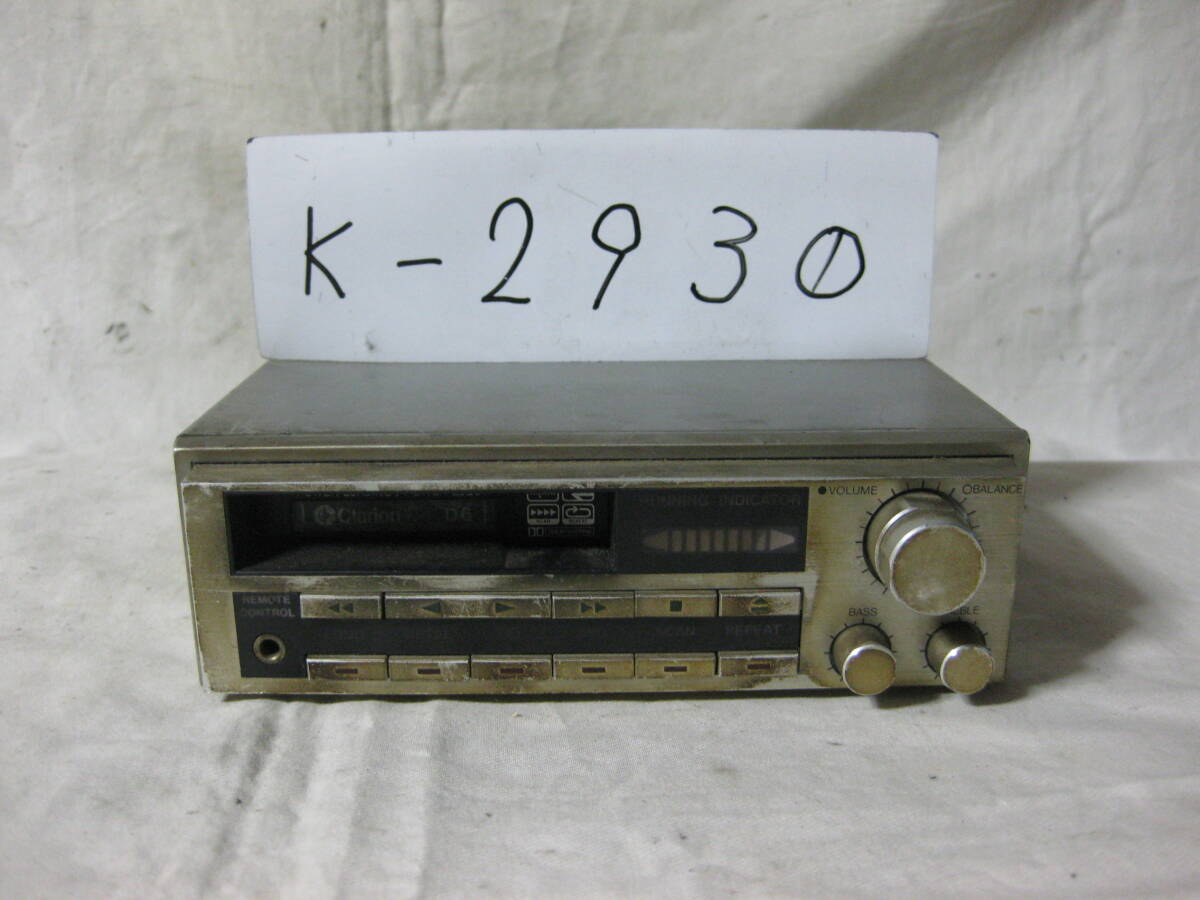 K-2930
RUNNING INDICATOR
VOLUME
BALANCE
Clarion
REMOTE
CONTROL
BASS
SCAN
REPEAT